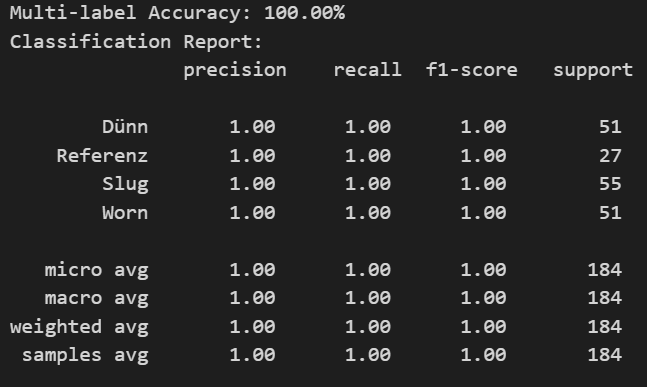 Multi-label Accuracy: 100.00%
Classification Report:
precision recall f1-score support
Dünn 1.00 1.00 1.00 51
Referenz 1.00 1.00 1.00 27
Slug 1.00 1.00 1.00 55
Worn 1.00 1.00 1.00 51
micro avg 1.00 1.00 1.00 184
macro avg 1.00 1.00 1.00 184
weighted avg 1.00 1.00 1.00 184
samples avg 1.00 1.00 1.00 184